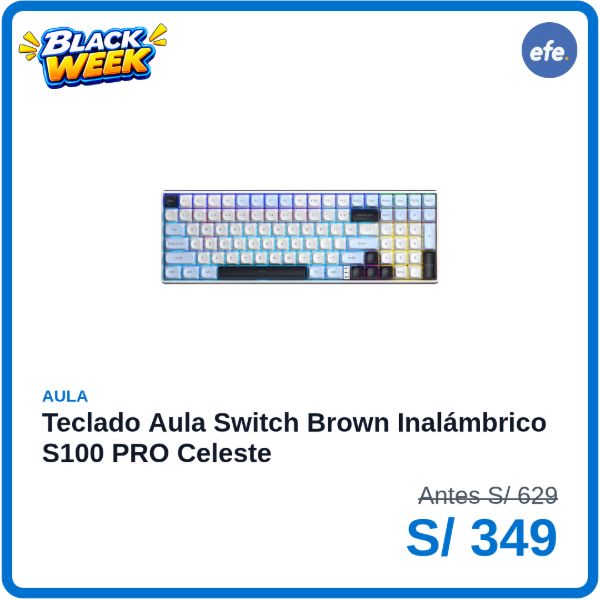 BLACK
WEEK
efe.
AULA
Teclado Aula Switch Brown Inalámbrico
S100 PRO Celeste
Antes S/ 629
S/ 349